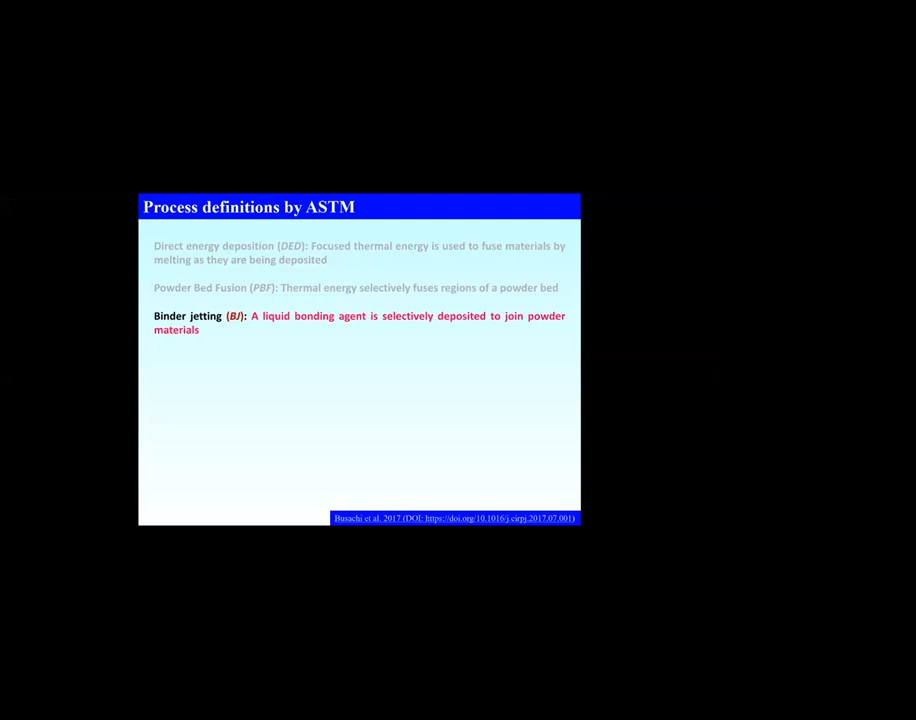 Process definitions by ASTM
Direct energy deposition (DED): Focused thermal energy is used to fuse materials by
melting as they are being deposited
Powder Bed Fusion (PBF): Thermal energy selectively fuses regions of a powder bed
Binder jetting (BJ): A liquid bonding agent is selectively deposited to join powder
materials
Busachi et al. 2017 (DOI: https://doi.org/10.1016/j.cirpj.2017.07.001)